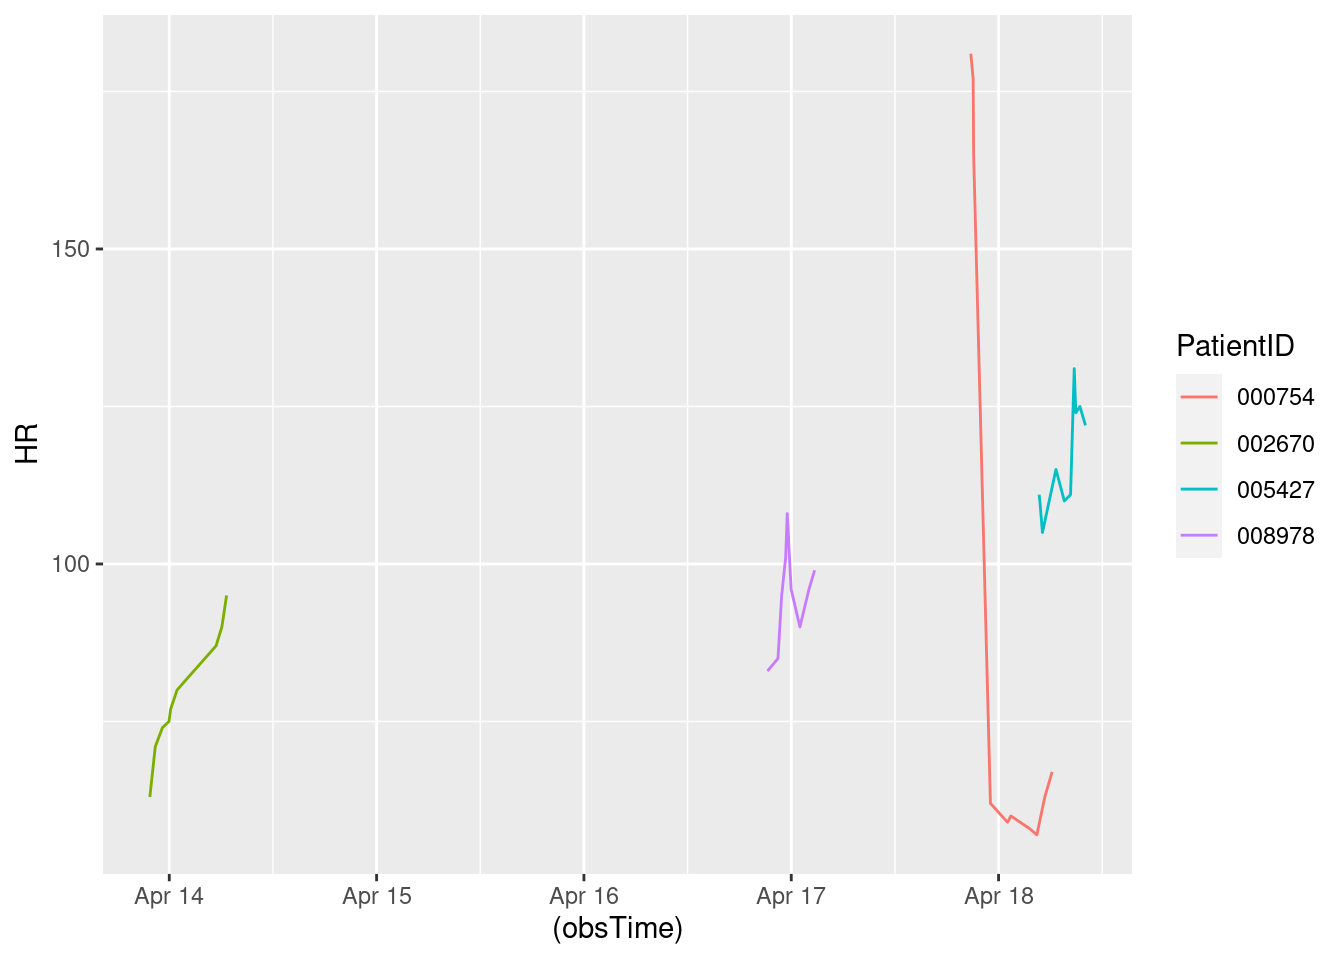 HR
150
100
Apr 14
Apr 15
Apr 16
Apr 17
Apr 18
(obsTime)
PatientID
000754
002670
005427
008978